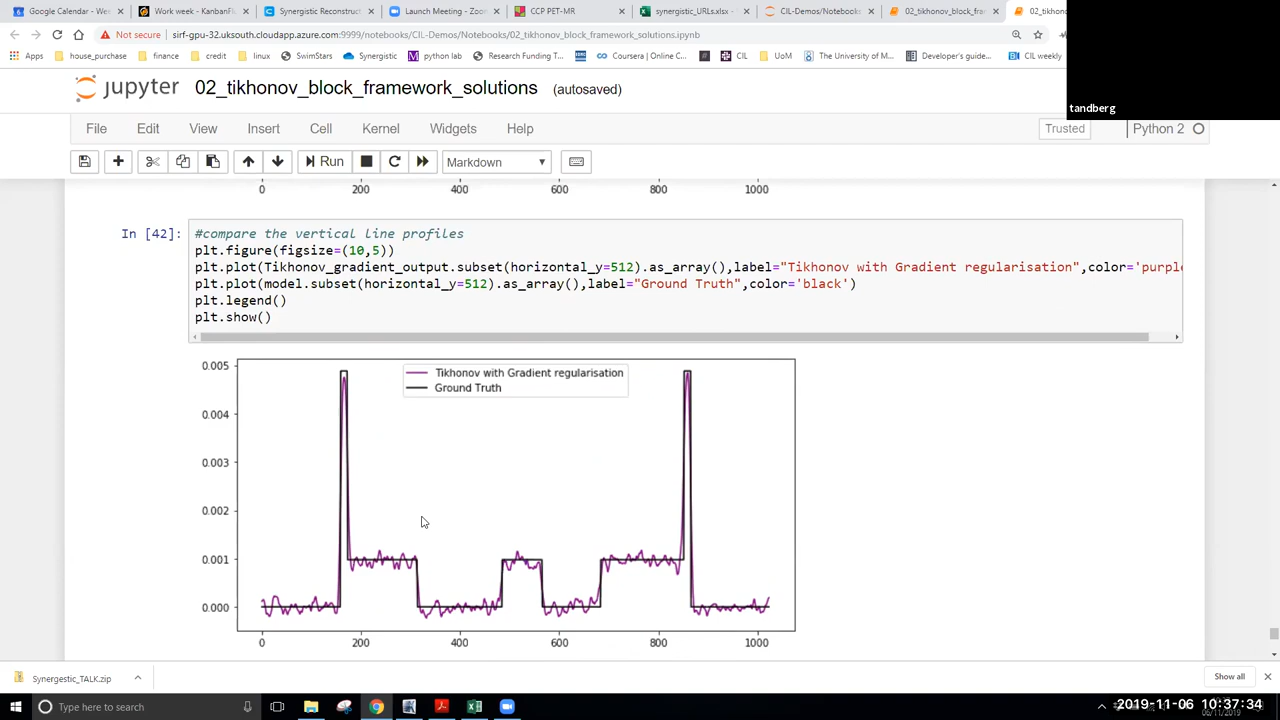 Google Calendar - We
Work week - KanbanFl
Synergistic Reconstruct
Launch Meeting - Zoo
CCP PET-MR
synergistic_URLs.xlsx -
CIL-Demos/Notebooks/
02_tikhonov_block_fra
02_tikhon
Not secure | sirf-gpu-32.uksouth.cloudapp.azure.com:9999/notebooks/CIL-Demos/Notebooks/02_tikhonov_block_framework_solutions.ipynb
Apps house_purchase finance credit linux SwimStars Synergistic python lab Research Funding T... Coursera | Online C... CIL UoM The University of M... Developer's guide... CIL weekly
tandberg
jupyter 02_tikhonov_block_framework_solutions (autosaved)
File Edit View Insert Cell Kernel Widgets Help
Trusted
Python 2
Run
Markdown
0 200 400 600 800 1000
In [42]:
#compare the vertical line profiles
plt.figure(figsize=(10,5))
plt.plot(Tikhonov_gradient_output.subset(horizontal_y=512).as_array(),label="Tikhonov with Gradient regularisation",color='purple
plt.plot(model.subset(horizontal_y=512).as_array(),label="Ground Truth",color='black')
plt.legend()
plt.show()
0.005
0.004
0.003
0.002
0.001
0.000
Tikhonov with Gradient regularisation
Ground Truth
0 200 400 600 800 1000
Synergestic_TALK.zip
Show all
Type here to search
2019-11-06 10:37:34